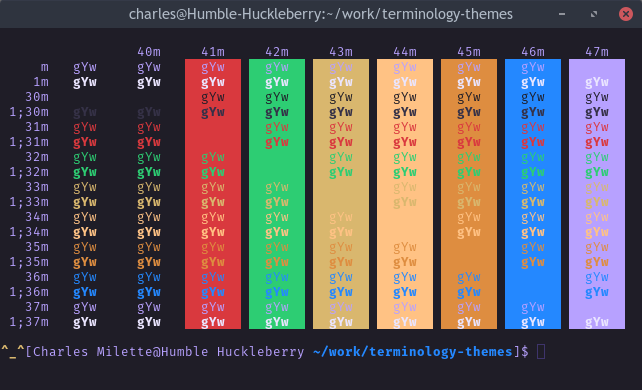 charles@Humble-Huckleberry:~/work/terminology-themes
40m 41m 42m 43m 44m 45m 46m 47m
m gYw gYw gYw gYw gYw gYw gYw gYw
1m gYw gYw gYw gYw gYw gYw gYw gYw gYw
30m gYw gYw gYw gYw gYw gYw gYw
1;30m gYw gYw gYw gYw gYw gYw gYw gYw gYw
31m gYw gYw gYw gYw gYw gYw gYw gYw
1;31m gYw gYw gYw gYw gYw gYw gYw gYw
32m gYw gYw gYw gYw gYw gYw gYw gYw
1;32m gYw gYw gYw gYw gYw gYw gYw gYw
33m gYw gYw gYw gYw gYw gYw gYw gYw
1;33m gYw gYw gYw gYw gYw gYw gYw gYw
34m gYw gYw gYw gYw gYw gYw gYw gYw
1;34m gYw gYw gYw gYw gYw gYw gYw gYw
35m gYw gYw gYw gYw gYw gYw gYw gYw
1;35m gYw gYw gYw gYw gYw gYw gYw gYw
36m gYw gYw gYw gYw gYw gYw gYw gYw
1;36m gYw gYw gYw gYw gYw gYw gYw gYw
37m gYw gYw gYw gYw gYw gYw gYw gYw
1;37m gYw gYw gYw gYw gYw gYw gYw gYw gYw
^_^[Charles Milette@Humble Huckleberry ~/work/terminology-themes]$